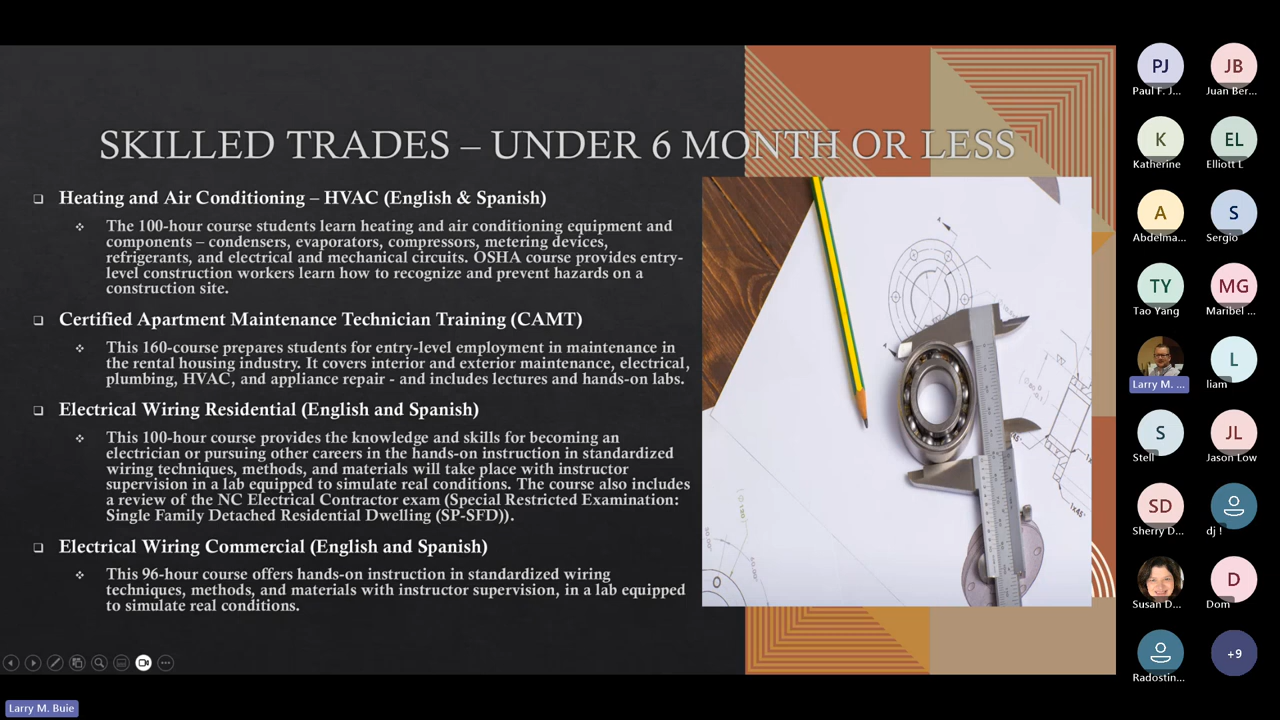 SKILLED TRADES – UNDER 6 MONTH OR LESS
Heating and Air Conditioning – HVAC (English & Spanish)
The 100-hour course students learn heating and air conditioning equipment and
components – condensers, evaporators, compressors, metering devices,
refrigerants, and electrical and mechanical circuits. OSHA course provides entry-
level construction workers learn how to recognize and prevent hazards on a
construction site.
Certified Apartment Maintenance Technician Training (CAMT)
This 160-course prepares students for entry-level employment in maintenance in
the rental housing industry. It covers interior and exterior maintenance, electrical,
plumbing, HVAC, and appliance repair - and includes lectures and hands-on labs.
Electrical Wiring Residential (English and Spanish)
This 100-hour course provides the knowledge and skills for becoming an
electrician or pursuing other careers in the hands-on instruction in standardized
wiring techniques, methods, and materials will take place with instructor
supervision in a lab equipped to simulate real conditions. The course also includes
a review of the NC Electrical Contractor exam (Special Restricted Examination:
Single Family Detached Residential Dwelling (SP-SFD)).
Electrical Wiring Commercial (English and Spanish)
This 96-hour course offers hands-on instruction in standardized wiring
techniques, methods, and materials with instructor supervision, in a lab equipped
to simulate real conditions.
1x45°
PJ JB
Paul F. J... Juan Ber...
K EL
Katherine Elliott L
A S
Abdelma... Sergio
TY MG
Tao Yang Maribel ...
L
Larry M. ... liam
S JL
Stell Jason Low
SD
Sherry D... dj !
D
Susan D... Dom
+9
Radostin...
Larry M. Buie